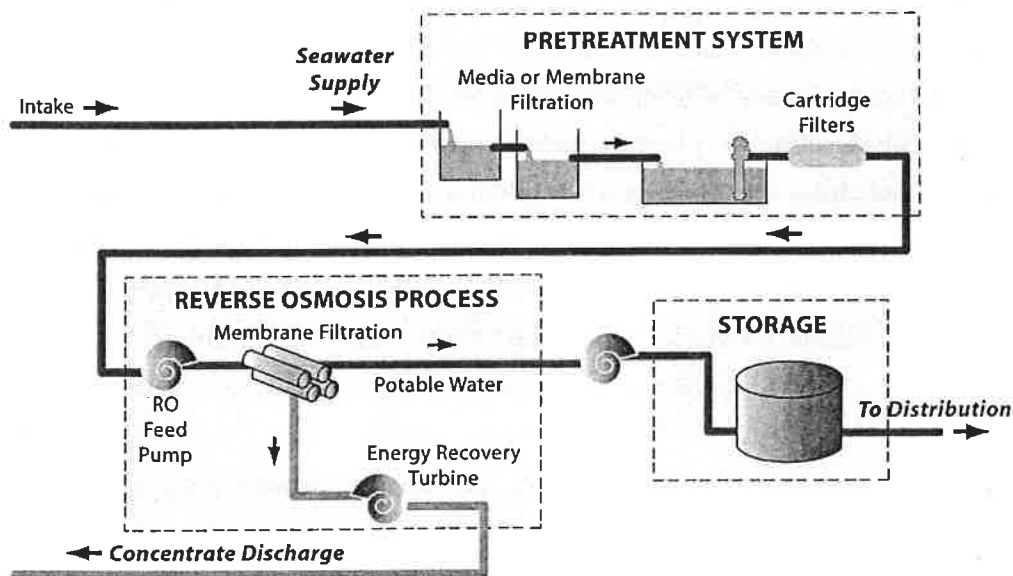 PRETREATMENT SYSTEM
Seawater
Supply
Media or Membrane
Filtration
Cartridge
Filters
Intake
REVERSE OSMOSIS PROCESS
Membrane Filtration
Potable Water
RO
Feed
Pump
Energy Recovery
Turbine
STORAGE
To Distribution
Concentrate Discharge